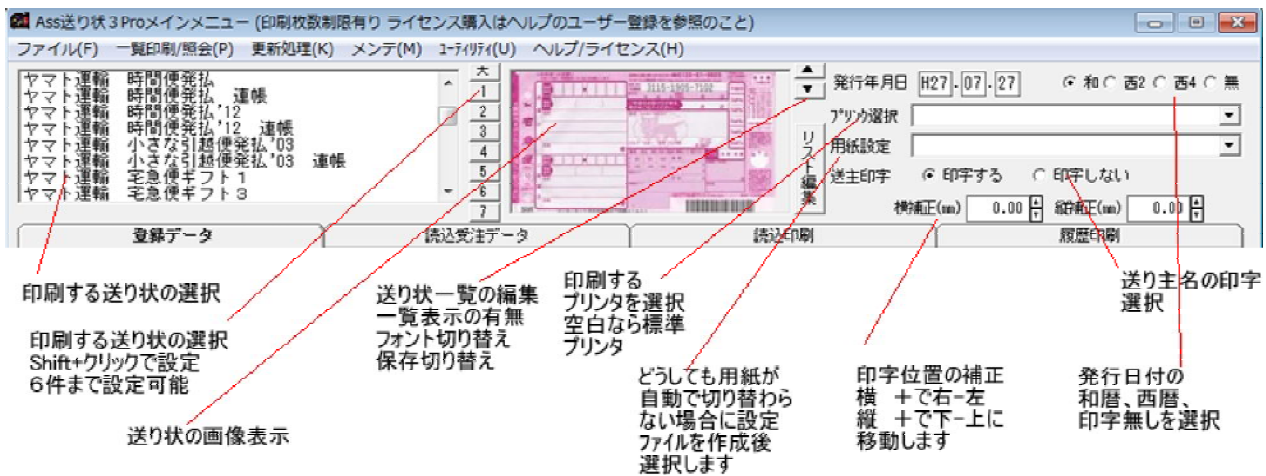 Ass送り状3Proメインメニュー (印刷枚数制限有り ライセンス購入はヘルプのユーザー登録を参照のこと)
ファイル(F) 一覧印刷/照会(P) 更新処理(K) メンテ(M) ﾕｰﾃｨﾘﾃｨ(U) ヘルプ/ライセンス(H)
ヤマト運輸 時間便発払
ヤマト運輸 時間便発払 連帳
ヤマト運輸 時間便発払'12
ヤマト運輸 時間便発払'12 連帳
ヤマト運輸 小さな引越便発払'03
ヤマト運輸 小さな引越便発払'03 連帳
ヤマト運輸 宅急便ギフト1
ヤマト運輸 宅急便ギフト3
大
1
2
3
4
5
6
7
リスト編集
発行年月日 H27.07.27 和 西2 西4 無
ﾌﾟﾘﾝﾀ選択
用紙設定
送主印字 印字する 印字しない
横補正(mm) 0.00 縦補正(mm) 0.00
登録データ 読込受注データ 読込印刷 履歴印刷
印刷する送り状の選択
印刷する送り状の選択
Shift+クリックで設定
6件まで設定可能
送り状の画像表示
送り状一覧の編集
一覧表示の有無
フォント切り替え
保存切り替え
印刷する
プリンタを選択
空白なら標準
プリンタ
どうしても用紙が
自動で切り替わら
ない場合に設定
ファイルを作成後
選択します
印字位置の補正
横 +で右-左
縦 +で下-上に
移動します
送り主名の印字
選択
発行日付の
和暦、西暦、
印字無しを選択